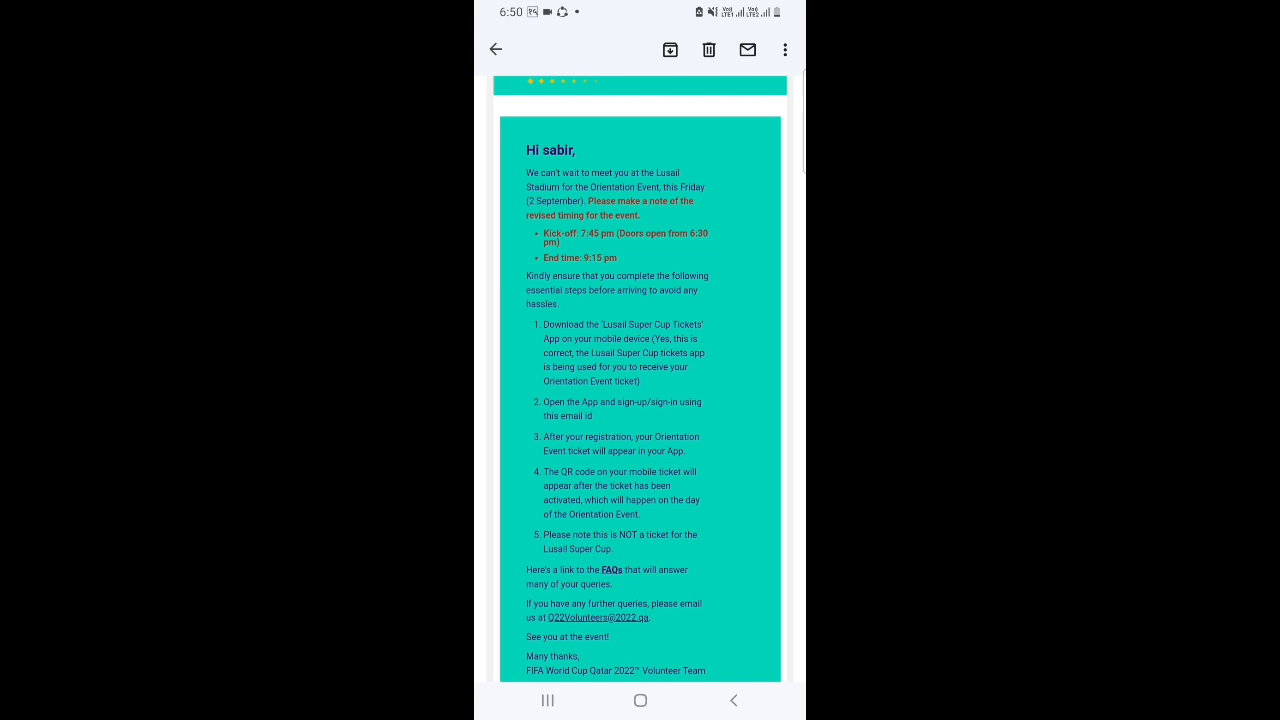 6:50
Hi sabir,
We can't wait to meet you at the Lusail
Stadium for the Orientation Event, this Friday
(2 September). Please make a note of the
revised timing for the event.
• Kick-off: 7:45 pm (Doors open from 6:30
pm)
• End time: 9:15 pm
Kindly ensure that you complete the following
essential steps before arriving to avoid any
hassles.
1. Download the 'Lusail Super Cup Tickets'
App on your mobile device (Yes, this is
correct, the Lusail Super Cup tickets app
is being used for you to receive your
Orientation Event ticket)
2. Open the App and sign-up/sign-in using
this email id
3. After your registration, your Orientation
Event ticket will appear in your App.
4. The QR code on your mobile ticket will
appear after the ticket has been
activated, which will happen on the day
of the Orientation Event.
5. Please note this is NOT a ticket for the
Lusail Super Cup.
Here's a link to the FAQs that will answer
many of your queries.
If you have any further queries, please email
us at Q22Volunteers@2022.qa.
See you at the event!
Many thanks,
FIFA World Cup Qatar 2022™ Volunteer Team